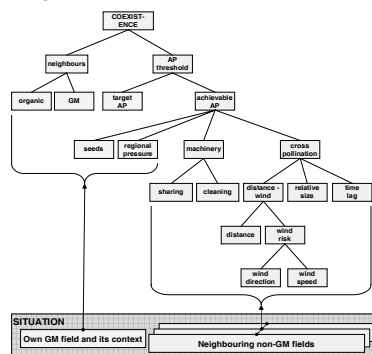 COEXIST-
ENCE
neighbours
AP
threshold
organic
GM
target
AP
achievable
AP
seeds
regional
pressure
machinery
cross
pollination
sharing
cleaning
distance -
wind
relative
size
time
lag
distance
wind
risk
wind
direction
wind
speed
SITUATION
Own GM field and its context
Neighbouring non-GM fields